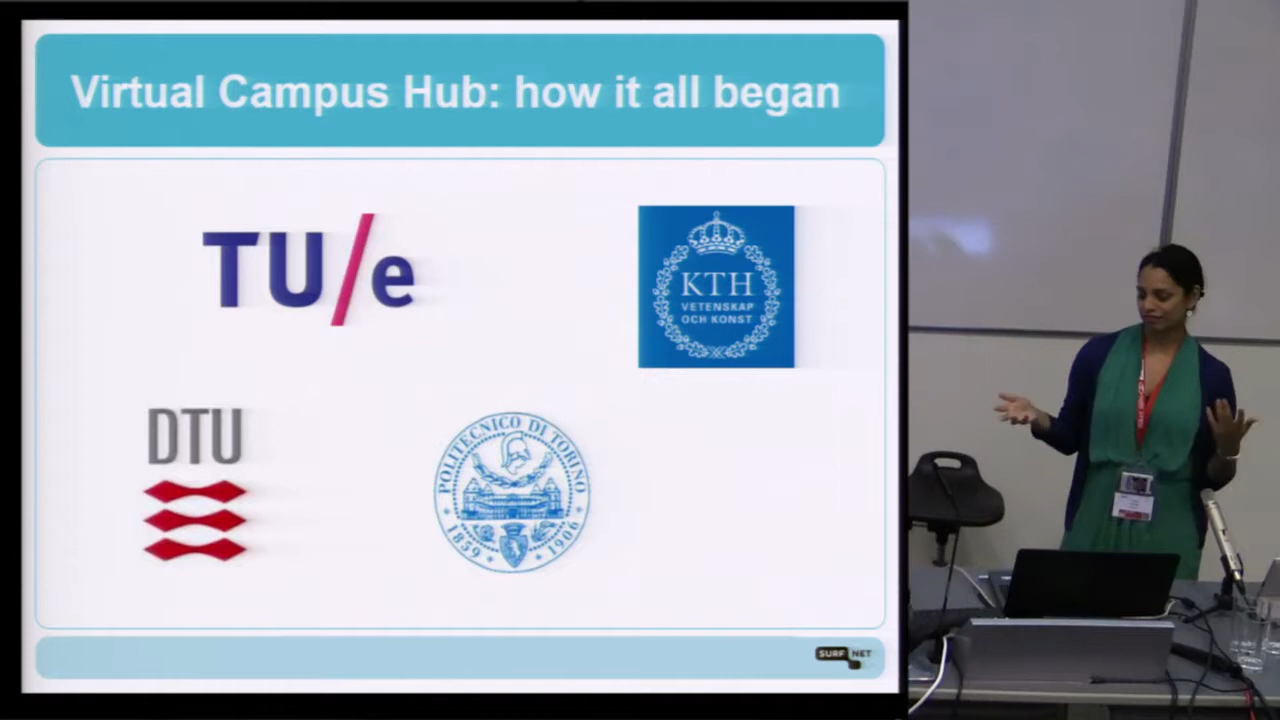 Virtual Campus Hub: how it all began
TU/e
KTH
VETENSKAP
OCH KONST
DTU
POLITECNICO DI TORINO
1859 1906
SURF NET